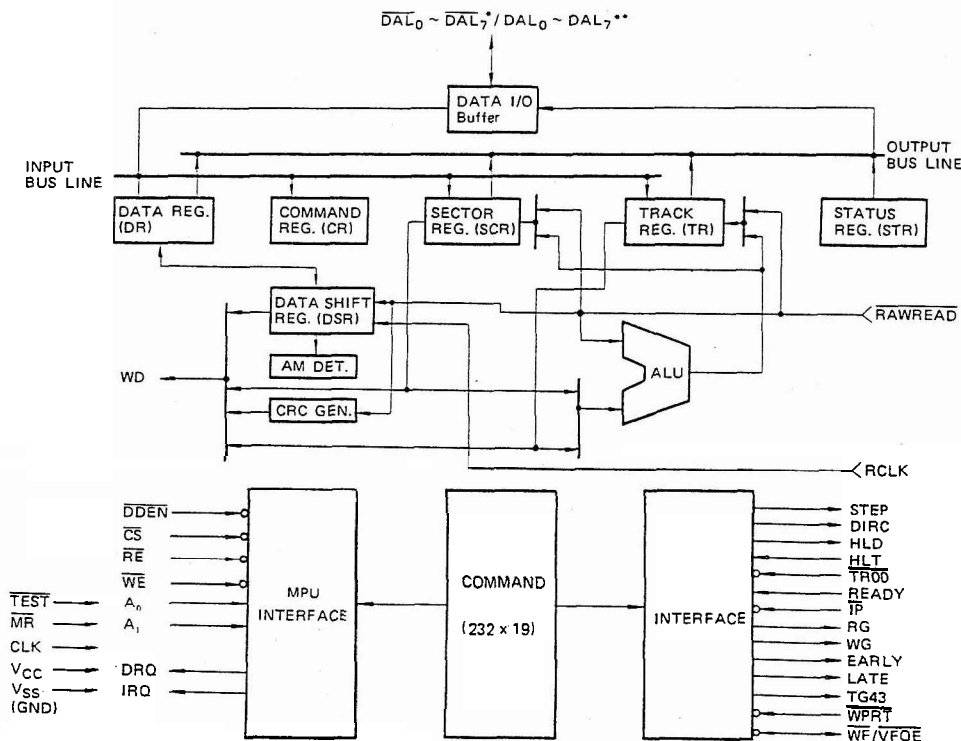 DAL0 ~ DAL7* / DAL0 ~ DAL7**
DATA I/O
Buffer
OUTPUT
BUS LINE
INPUT
BUS LINE
DATA REG.
(DR)
COMMAND
REG. (CR)
SECTOR
REG. (SCR)
TRACK
REG. (TR)
STATUS
REG. (STR)
DATA SHIFT
REG. (DSR)
RAWREAD
AM DET.
ALU
WD
CRC GEN.
RCLK
DDEN
CS
RE
WE
TEST
A0
MR
A1
CLK
VCC
DRQ
VSS
IRQ
(GND)
MPU
INTERFACE
COMMAND
(232 x 19)
INTERFACE
STEP
DIRC
HLD
HLT
TR00
READY
IP
RG
WG
EARLY
LATE
TG43
WPRT
WF/VFOE